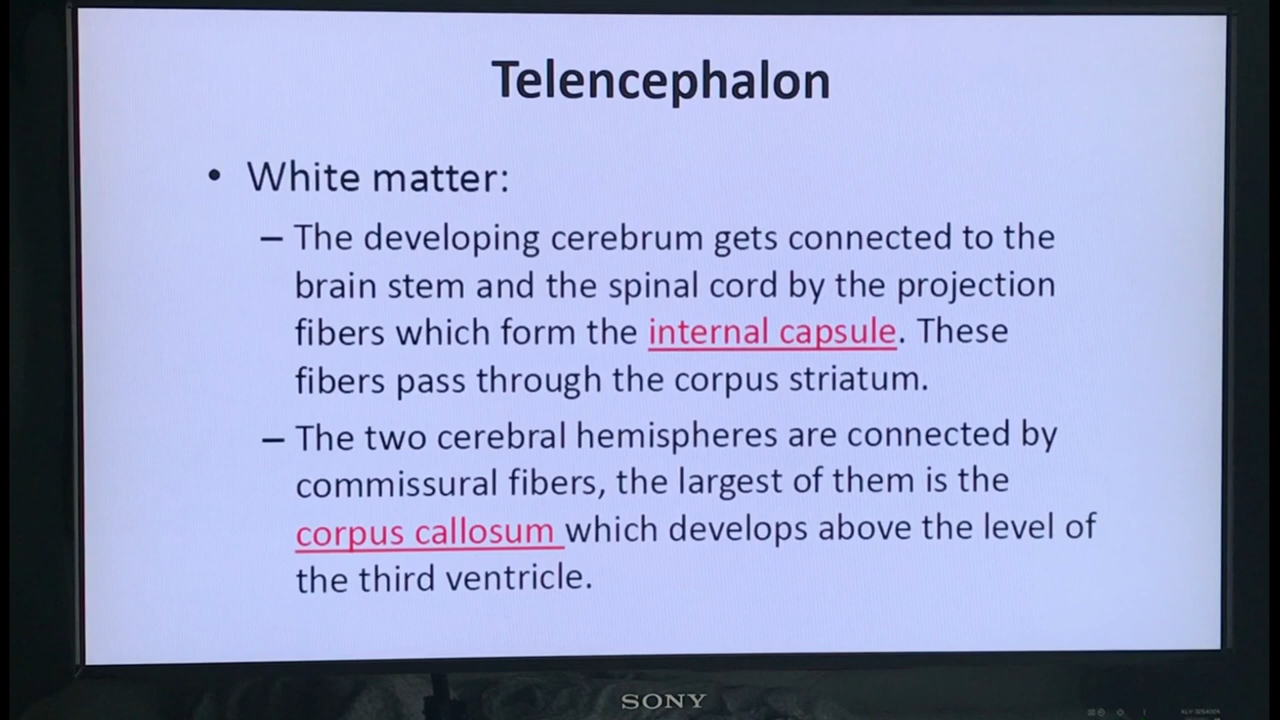 Telencephalon
• White matter:
– The developing cerebrum gets connected to the
brain stem and the spinal cord by the projection
fibers which form the internal capsule. These
fibers pass through the corpus striatum.
– The two cerebral hemispheres are connected by
commissural fibers, the largest of them is the
corpus callosum which develops above the level of
the third ventricle.
SONY